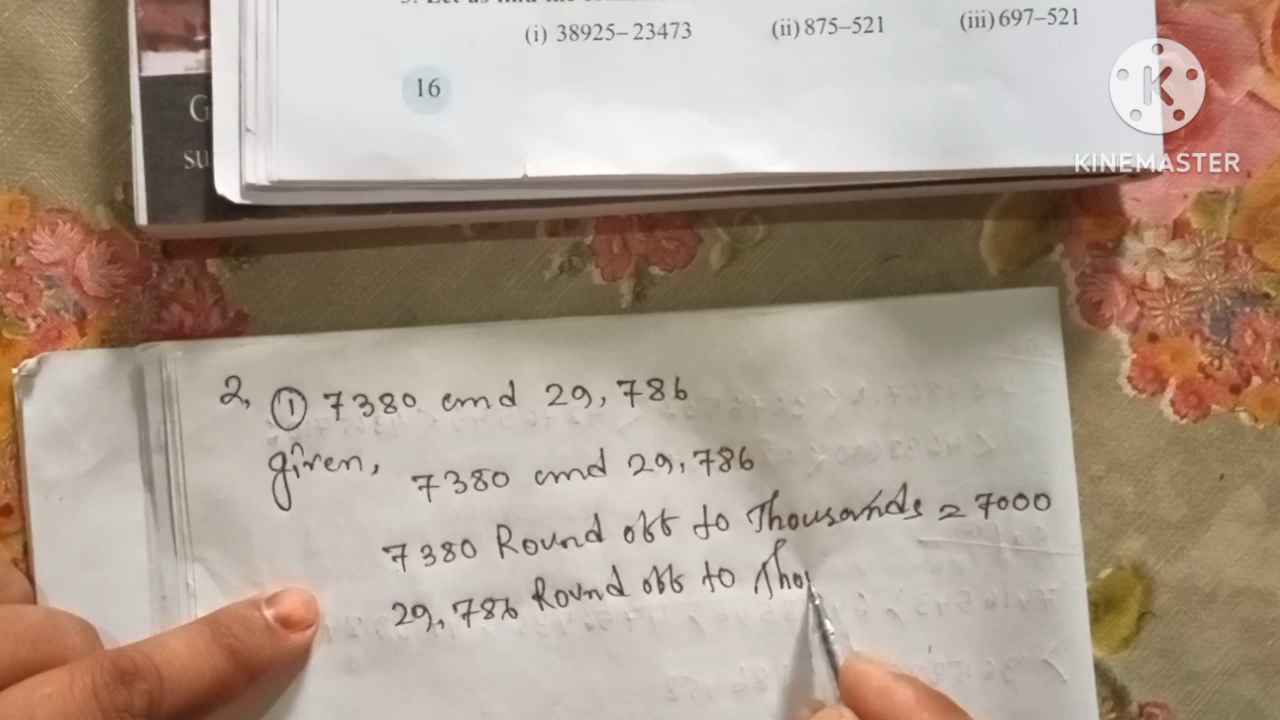 (i) 38925–23473 (ii) 875–521 (iii) 697–521
16
G
su
KINEMASTER
2, ① 7380 and 29,786
given,
7380 and 29,786
7380 Round off to Thousands = 7000
29,786 Round off to Tho